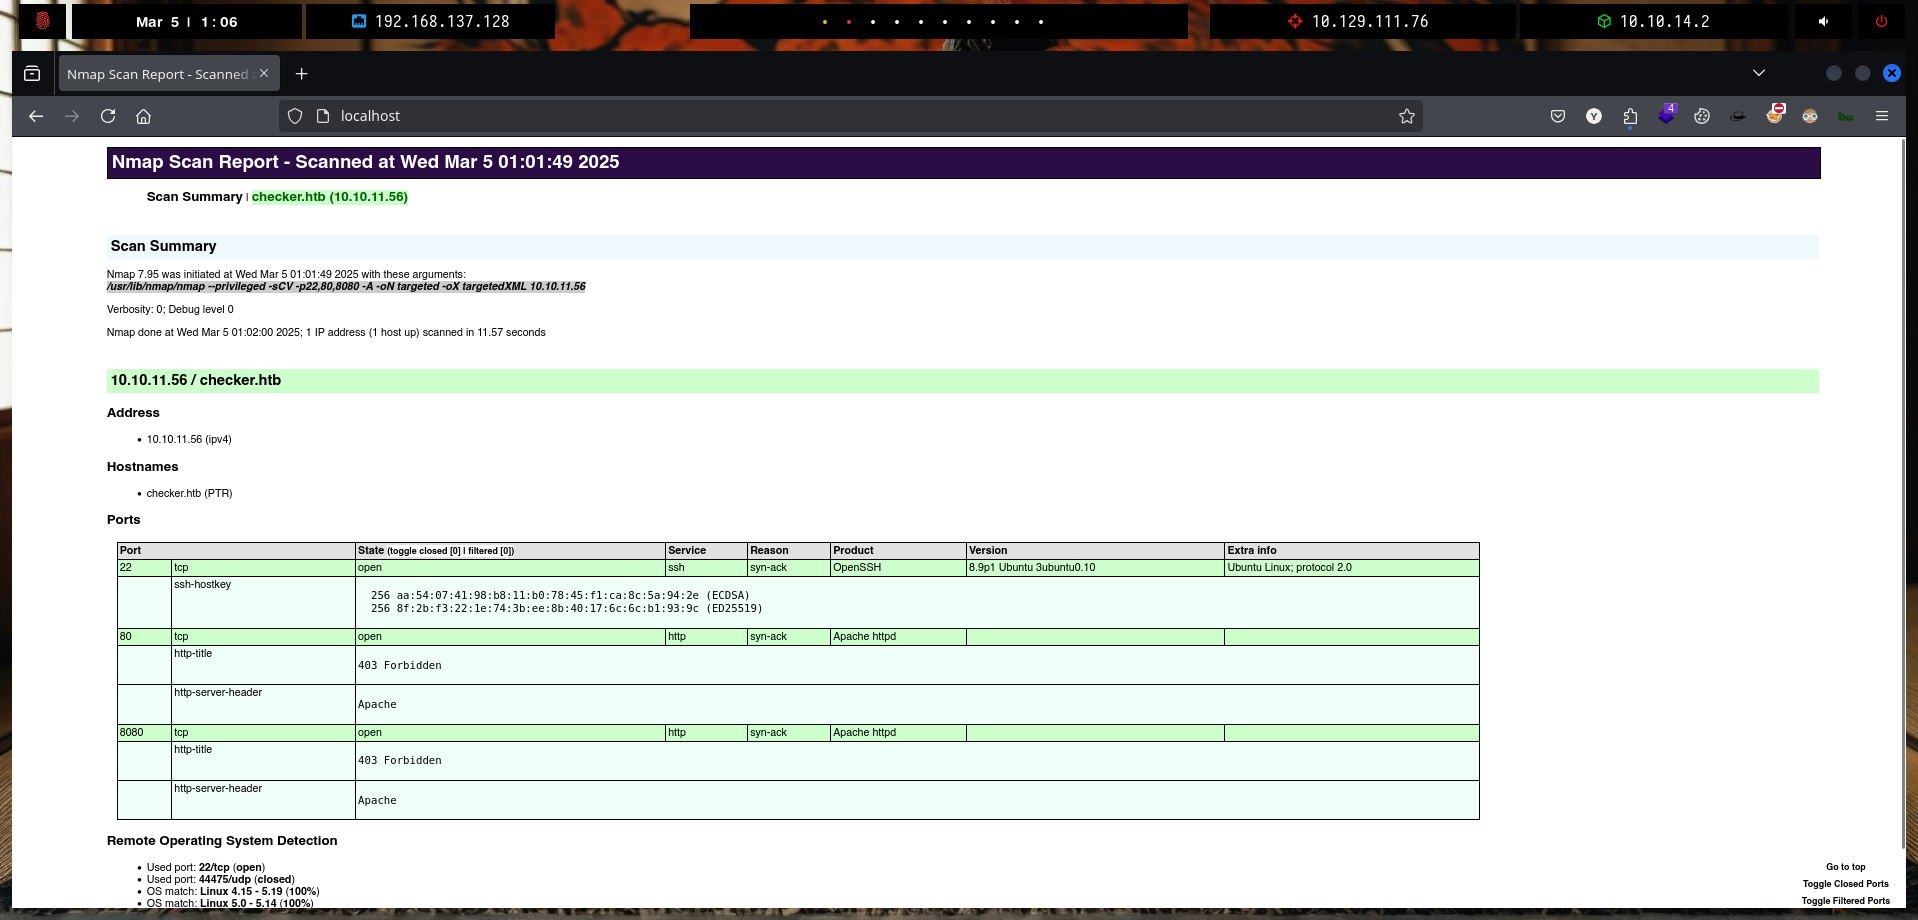 Mar 5 | 1:06
192.168.137.128
10.129.111.76
10.10.14.2
Nmap Scan Report - Scanned
localhost
4
Y
Nmap Scan Report - Scanned at Wed Mar 5 01:01:49 2025
Scan Summary | checker.htb (10.10.11.56)
Scan Summary
Nmap 7.95 was initiated at Wed Mar 5 01:01:49 2025 with these arguments:
/usr/lib/nmap/nmap --privileged -sCV -p22,80,8080 -A -oN targeted -oX targetedXML 10.10.11.56
Verbosity: 0; Debug level 0
Nmap done at Wed Mar 5 01:02:00 2025; 1 IP address (1 host up) scanned in 11.57 seconds
10.10.11.56 / checker.htb
Address
• 10.10.11.56 (ipv4)
Hostnames
• checker.htb (PTR)
Ports
Port State (toggle closed [0] | filtered [0]) Service Reason Product Version Extra info
22 tcp open ssh syn-ack OpenSSH 8.9p1 Ubuntu 3ubuntu0.10 Ubuntu Linux; protocol 2.0
ssh-hostkey
256 aa:54:07:41:98:b8:11:b0:78:45:f1:ca:8c:5a:94:2e (ECDSA)
256 8f:2b:f3:22:1e:74:3b:ee:8b:40:17:6c:6c:b1:93:9c (ED25519)
80 tcp open http syn-ack Apache httpd
http-title
403 Forbidden
http-server-header
Apache
8080 tcp open http syn-ack Apache httpd
http-title
403 Forbidden
http-server-header
Apache
Remote Operating System Detection
• Used port: 22/tcp (open)
• Used port: 44475/udp (closed)
• OS match: Linux 4.15 - 5.19 (100%)
• OS match: Linux 5.0 - 5.14 (100%)
Go to top
Toggle Closed Ports
Toggle Filtered Ports